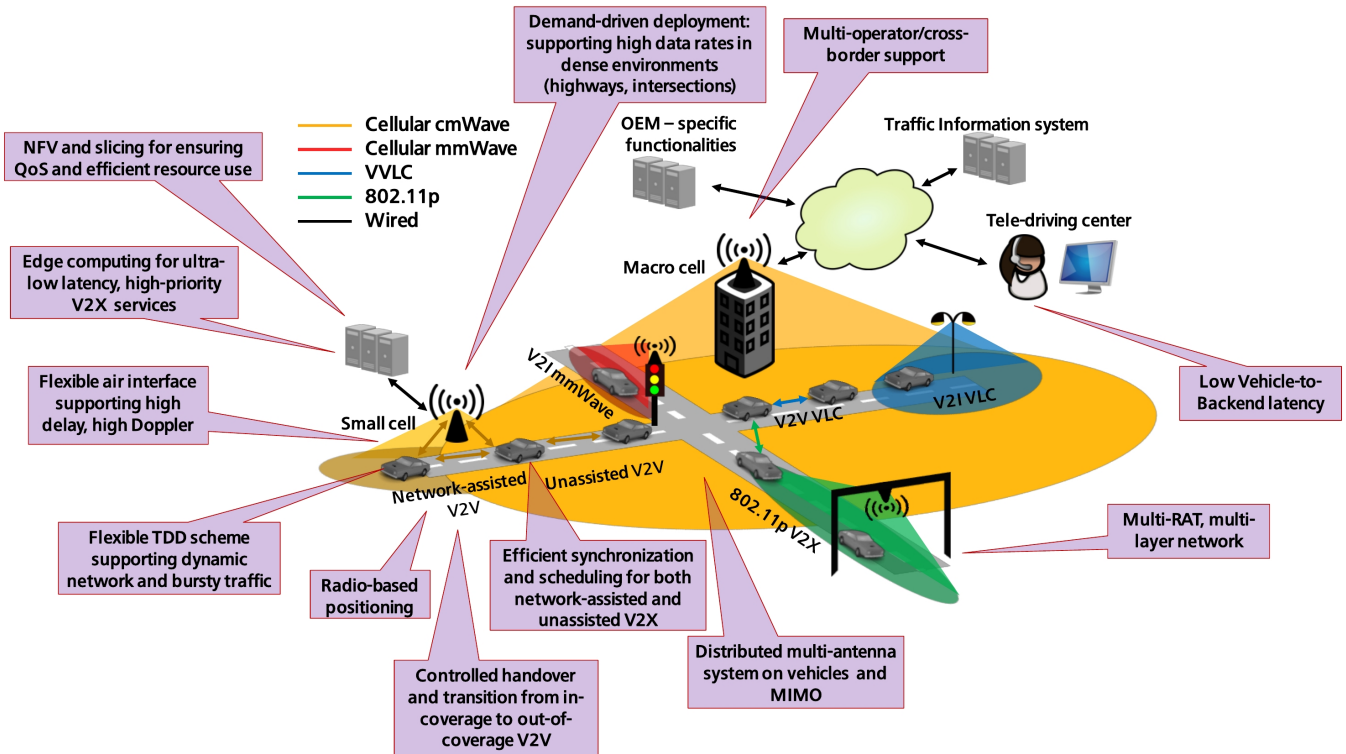 Demand-driven deployment:
supporting high data rates in
dense environments
(highways, intersections)
Multi-operator/cross-
border support
Cellular cmWave
Cellular mmWave
VVLC
802.11p
Wired
OEM – specific
functionalities
Traffic Information system
NFV and slicing for ensuring
QoS and efficient resource use
Tele-driving center
Edge computing for ultra-
low latency, high-priority
V2X services
Macro cell
Flexible air interface
supporting high
delay, high Doppler
Small cell
V2I mmWave
V2V VLC
V2I VLC
Low Vehicle-to-
Backend latency
Network-assisted
V2V
Unassisted V2V
802.11p V2X
Flexible TDD scheme
supporting dynamic
network and bursty traffic
Radio-based
positioning
Efficient synchronization
and scheduling for both
network-assisted and
unassisted V2X
Multi-RAT, multi-
layer network
Controlled handover
and transition from in-
coverage to out-of-
coverage V2V
Distributed multi-antenna
system on vehicles and
MIMO